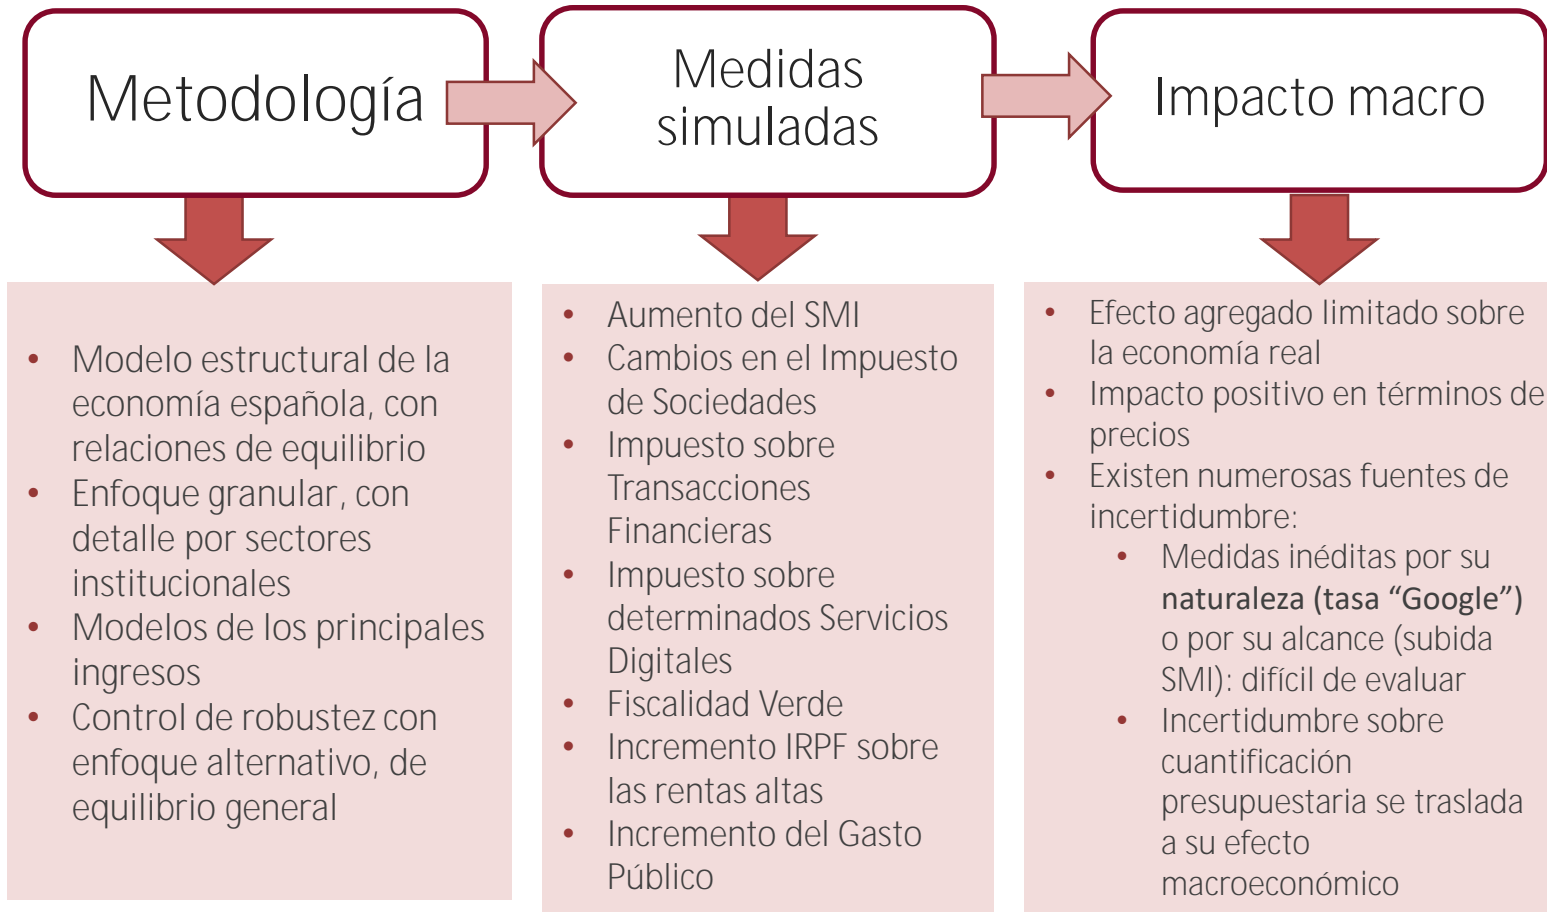 Metodología
Medidas
simuladas
Impacto macro
• Modelo estructural de la
economía española, con
relaciones de equilibrio
• Enfoque granular, con
detalle por sectores
institucionales
• Modelos de los principales
ingresos
• Control de robustez con
enfoque alternativo, de
equilibrio general
• Aumento del SMI
• Cambios en el Impuesto
de Sociedades
• Impuesto sobre
Transacciones
Financieras
• Impuesto sobre
determinados Servicios
Digitales
• Fiscalidad Verde
• Incremento IRPF sobre
las rentas altas
• Incremento del Gasto
Público
• Efecto agregado limitado sobre
la economía real
• Impacto positivo en términos de
precios
• Existen numerosas fuentes de
incertidumbre:
• Medidas inéditas por su
naturaleza (tasa “Google”)
o por su alcance (subida
SMI): difícil de evaluar
• Incertidumbre sobre
cuantificación
presupuestaria se traslada
a su efecto
macroeconómico